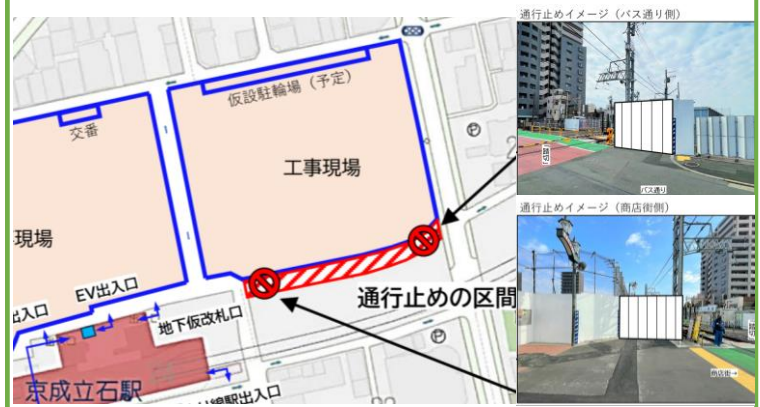 通行止めイメージ（バス通り側）
仮設駐輪場（予定）
交番
工事現場
現場
「踏切」
バス通り
通行止めイメージ（商店街側）
通行止めの区間
EV出入口
出入口
地下仮改札口
京成立石駅
線駅出入口
踏切
商店街→